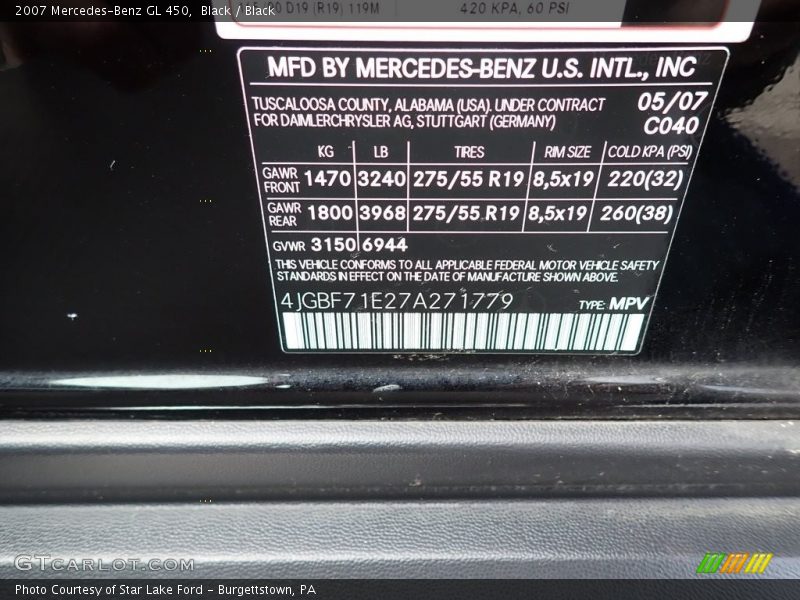 2007 Mercedes-Benz GL 450, Black / Black
D19 (R19) 119M 420 KPA, 60 PSI
MFD BY MERCEDES-BENZ U.S. INTL., INC
TUSCALOOSA COUNTY, ALABAMA (USA). UNDER CONTRACT 05/07
FOR DAIMLERCHRYSLER AG, STUTTGART (GERMANY) C040
KG LB TIRES RIM SIZE COLD KPA (PSI)
GAWR FRONT 1470 3240 275/55 R19 8,5x19 220(32)
GAWR REAR 1800 3968 275/55 R19 8,5x19 260(38)
GVWR 3150 6944
THIS VEHICLE CONFORMS TO ALL APPLICABLE FEDERAL MOTOR VEHICLE SAFETY
STANDARDS IN EFFECT ON THE DATE OF MANUFACTURE SHOWN ABOVE.
4JGBF71E27A271779 TYPE: MPV
GTCARLOT.COM
Photo Courtesy of Star Lake Ford - Burgettstown, PA